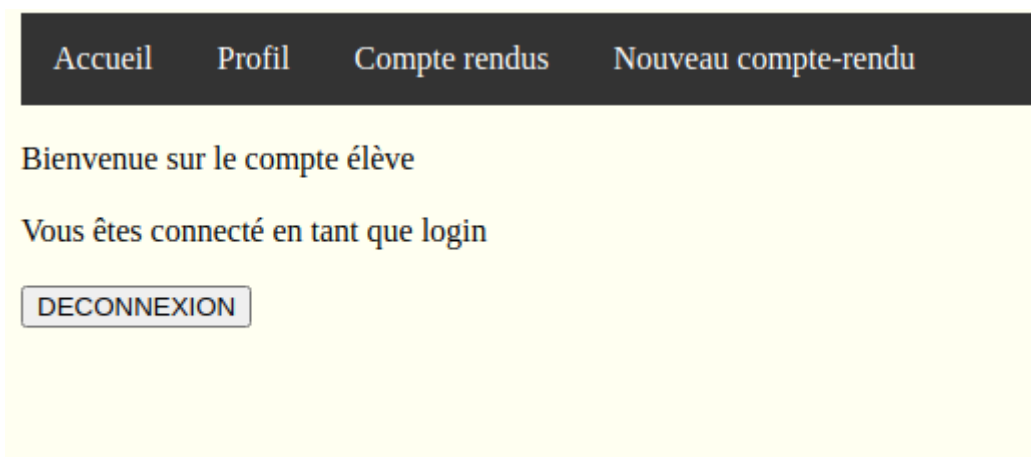 Accueil Profil Compte rendus Nouveau compte-rendu
Bienvenue sur le compte élève
Vous êtes connecté en tant que login
DECONNEXION